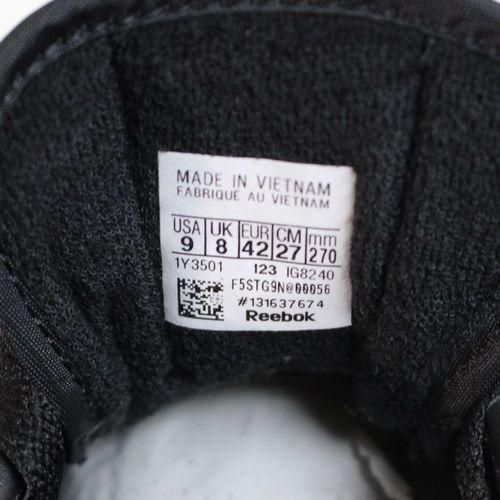 MADE IN VIETNAM
FABRIQUÉ AU VIETNAM
USA UK EUR CM mm
9 8 42 27 270
1Y3501 123 IG8240
F5STG9N@00056
#131637674
Reebok